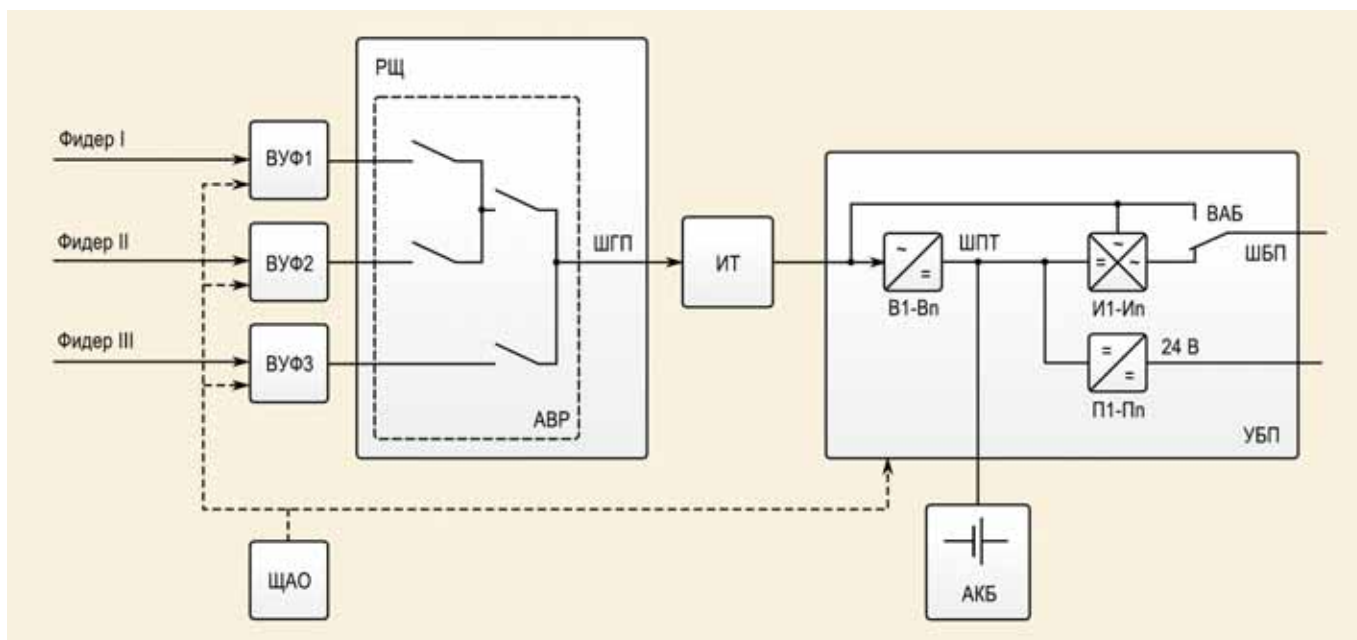 РЩ
Фидер I
ВУФ1
Фидер II
ВУФ2
ШГП
ИТ
ШПТ
ВАБ
ШБП
В1-Вn
И1-Иn
Фидер III
ВУФ3
24 В
П1-Пn
АВР
УБП
ЩАО
АКБ
~
=
=
~
~
=
=